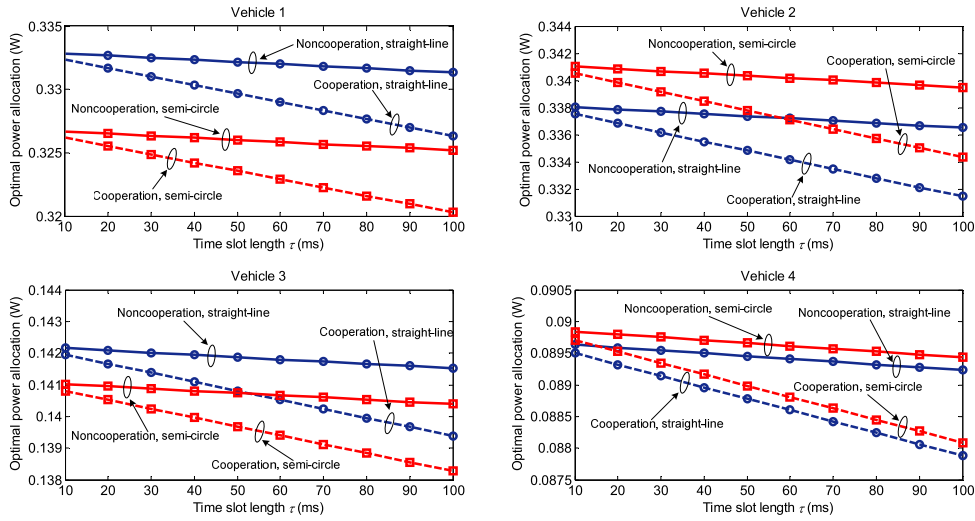 Vehicle 1
Optimal power allocation (W)
0.335
0.33
0.325
0.32
Noncooperation, straight-line
Cooperation, straight-line
Noncooperation, semi-circle
Cooperation, semi-circle
10 20 30 40 50 60 70 80 90 100
Time slot length τ (ms)
Vehicle 2
Optimal power allocation (W)
0.344
0.342
0.34
0.338
0.336
0.334
0.332
0.33
Noncooperation, semi-circle
Cooperation, semi-circle
Noncooperation, straight-line
Cooperation, straight-line
10 20 30 40 50 60 70 80 90 100
Time slot length τ (ms)
Vehicle 3
Optimal power allocation (W)
0.144
0.143
0.142
0.141
0.14
0.139
0.138
Noncooperation, straight-line
Cooperation, straight-line
Noncooperation, semi-circle
Cooperation, semi-circle
10 20 30 40 50 60 70 80 90 100
Time slot length τ (ms)
Vehicle 4
Optimal power allocation (W)
0.0905
0.09
0.0895
0.089
0.0885
0.088
0.0875
Noncooperation, semi-circle
Noncooperation, straight-line
Cooperation, semi-circle
Cooperation, straight-line
10 20 30 40 50 60 70 80 90 100
Time slot length τ (ms)